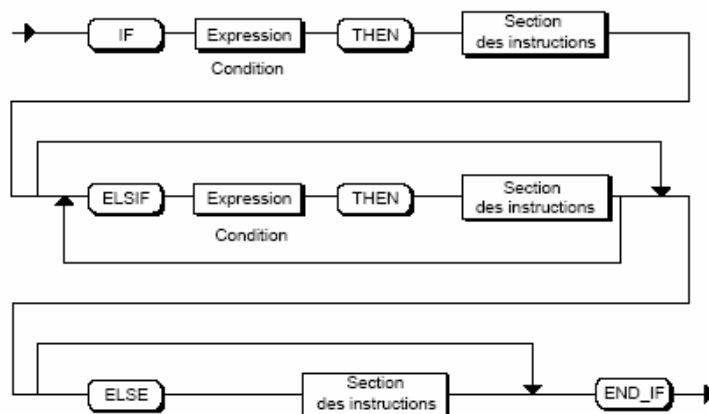 IF Expression THEN Section
des instructions
Condition
ELSIF Expression THEN Section
des instructions
Condition
ELSE Section
des instructions END_IF